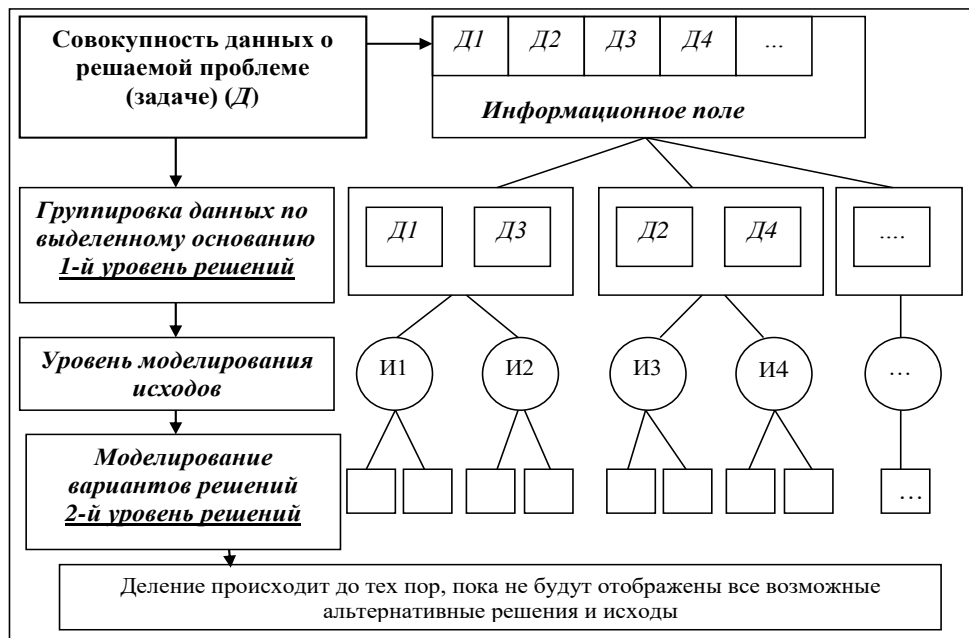 Совокупность данных о
решаемой проблеме
(задаче) (Д)
Д1 Д2 Д3 Д4 ...
Информационное поле
Группировка данных по
выделенному основанию
1-й уровень решений
Д1 Д3 Д2 Д4 ....
Уровень моделирования
исходов
И1 И2 И3 И4 ...
Моделирование
вариантов решений
2-й уровень решений
...
Деление происходит до тех пор, пока не будут отображены все возможные
альтернативные решения и исходы